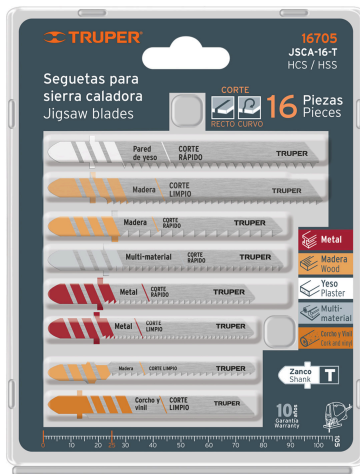 TRUPER®
16705
JSCA-16-T
HCS / HSS
Seguetas para
sierra caladora
Jigsaw blades
CORTE
RECTO CURVO
16 Piezas
Pieces
Pared de yeso CORTE RÁPIDO TRUPER
Madera CORTE LIMPIO TRUPER
Madera CORTE RÁPIDO TRUPER
Multi-material CORTE RÁPIDO TRUPER
Metal CORTE RÁPIDO TRUPER
Metal CORTE LIMPIO TRUPER
Madera CORTE LIMPIO TRUPER
Corcho y vinil CORTE LIMPIO TRUPER
Metal
Madera
Wood
Yeso
Plaster
Multi-
material
Corcho y Vinil
Cork and vinyl
Zanco
Shank
T
10 años
Garantía
Warranty
0 10 20 25 30 40 50 60 70 80 90 100